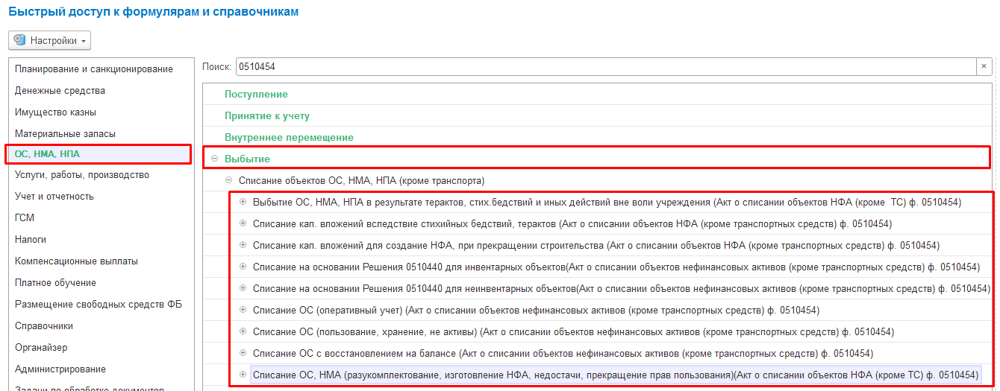 Быстрый доступ к формулярам и справочникам
Настройки
Планирование и санкционирование
Денежные средства
Имущество казны
Материальные запасы
ОС, НМА, НПА
Услуги, работы, производство
Учет и отчетность
ГСМ
Налоги
Компенсационные выплаты
Платное обучение
Размещение свободных средств ФБ
Справочники
Органайзер
Администрирование
Задачи по обработке документов
Поиск: 0510454 ×
Поступление
Принятие к учету
Внутреннее перемещение
Выбытие
Списание объектов ОС, НМА, НПА (кроме транспорта)
Выбытие ОС, НМА, НПА в результате терактов, стих.бедствий и иных действий вне воли учреждения (Акт о списании объектов НФА (кроме  ТС) ф. 0510454)
Списание кап. вложений вследствие стихийных бедствий, терактов (Акт о списании объектов НФА (кроме транспортных средств) ф. 0510454)
Списание кап. вложений для создание НФА, при прекращении строительства (Акт о списании объектов НФА (кроме транспортных средств) ф. 0510454)
Списание на основании Решения 0510440 для инвентарных объектов(Акт о списании объектов нефинансовых активов (кроме транспортных средств) ф. 0510454)
Списание на основании Решения 0510440 для неинвентарных объектов(Акт о списании объектов нефинансовых активов (кроме транспортных средств) ф. 0510454)
Списание ОС (оперативный учет) (Акт о списании объектов нефинансовых активов (кроме транспортных средств) ф. 0510454)
Списание ОС (пользование, хранение, не активы) (Акт о списании объектов нефинансовых активов (кроме транспортных средств) ф. 0510454)
Списание ОС с восстановлением на балансе (Акт о списании объектов нефинансовых активов (кроме транспортных средств) ф. 0510454)
Списание ОС, НМА (разукомплектование, изготовление НФА, недостачи, прекращение прав пользования)(Акт о списании объектов НФА (кроме ТС) ф. 0510454)